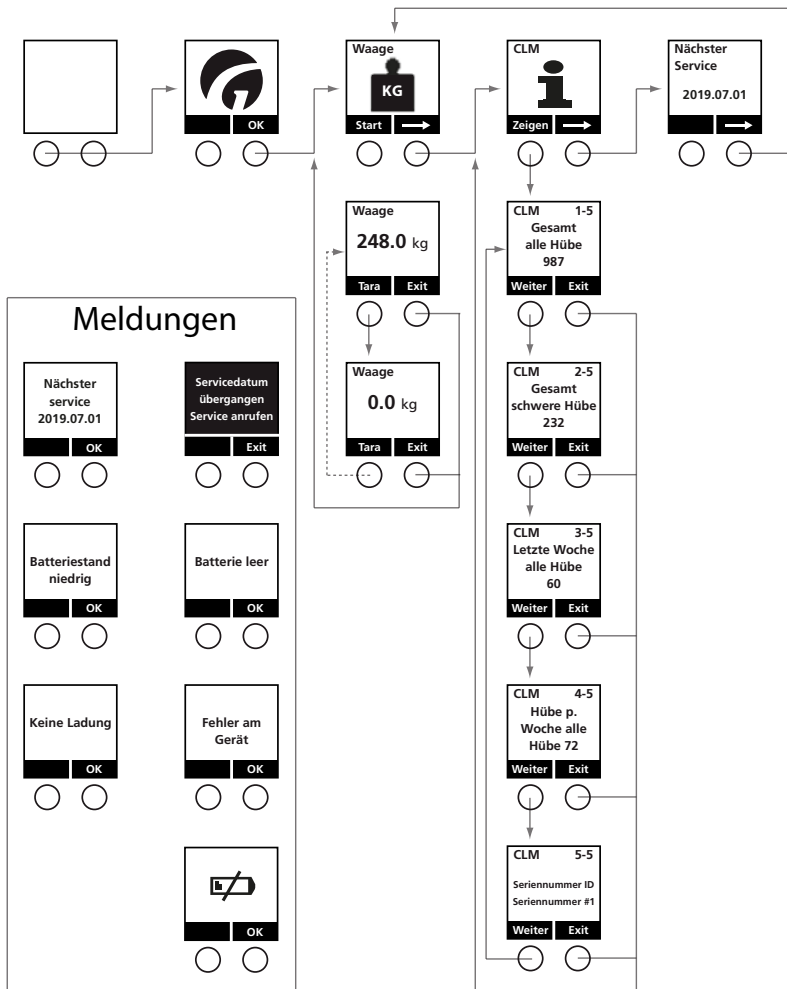 OK
Waage
KG
Start
CLM
Zeigen
Nächster
Service
2019.07.01
Waage
248.0 kg
Tara Exit
Waage
0.0 kg
Tara Exit
CLM 1-5
Gesamt
alle Hübe
987
Weiter Exit
CLM 2-5
Gesamt
schwere Hübe
232
Weiter Exit
CLM 3-5
Letzte Woche
alle Hübe
60
Weiter Exit
CLM 4-5
Hübe p.
Woche alle
Hübe 72
Weiter Exit
CLM 5-5
Seriennummer ID
Seriennummer #1
Weiter Exit
Meldungen
Nächster
service
2019.07.01
OK
Servicedatum
übergangen
Service anrufen
Exit
Batteriestand
niedrig
OK
Batterie leer
OK
Keine Ladung
OK
Fehler am
Gerät
OK
OK